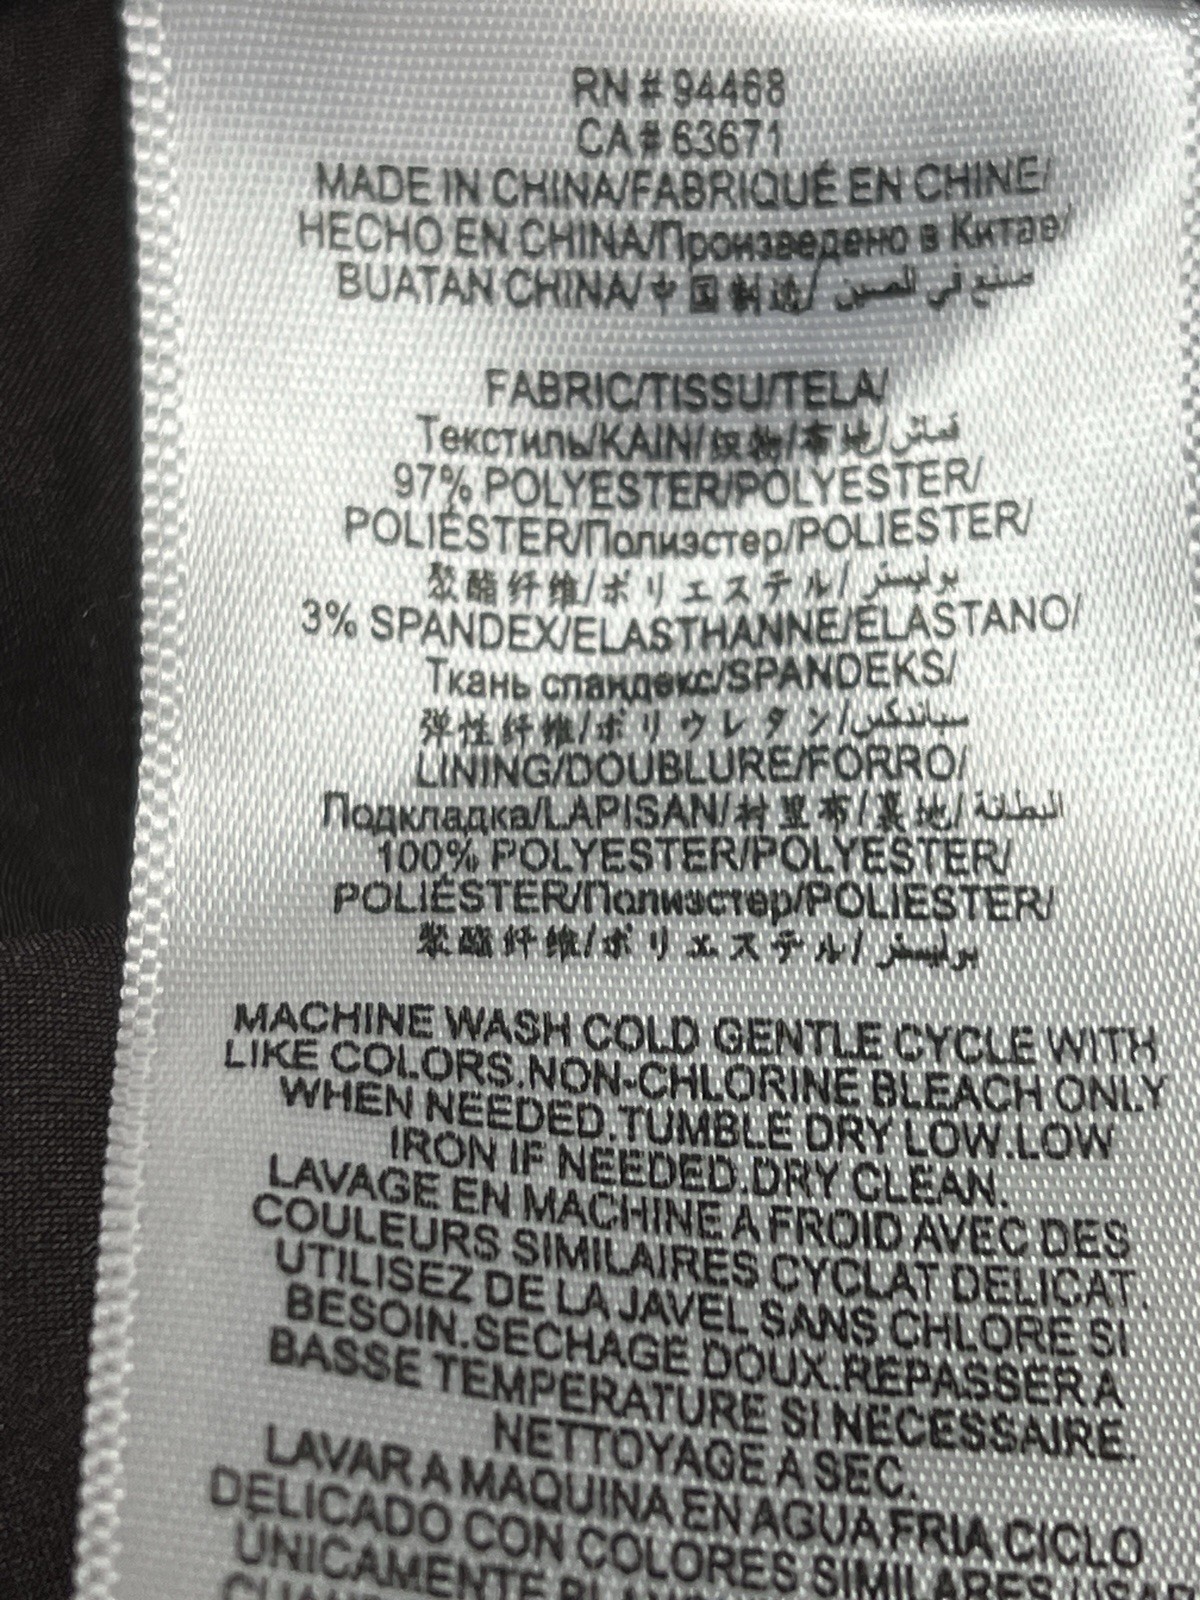 RN # 94468
CA # 63671
MADE IN CHINA/FABRIQUÉ EN CHINE/
HECHO EN CHINA/Произведено в Китае/
BUATAN CHINA/中国制造/ صنع في الصين
FABRIC/TISSU/TELA/
Текстиль/KAIN/织物/布地/قماش
97% POLYESTER/POLYESTER/
POLIÉSTER/Полиэстер/POLIESTER/
聚酯纤维/ポリエステル/ بوليستر
3% SPANDEX/ELASTHANNE/ELASTANO/
Ткань спандекс/SPANDEKS/
弹性纤维/ポリウレタン/سباندكس
LINING/DOUBLURE/FORRO/
Подкладка/LAPISAN/衬里布/裏地/البطانة
100% POLYESTER/POLYESTER/
POLIÉSTER/Полиэстер/POLIESTER/
聚酯纤维/ポリエステル/ بوليستر
MACHINE WASH COLD GENTLE CYCLE WITH
LIKE COLORS.NON-CHLORINE BLEACH ONLY
WHEN NEEDED.TUMBLE DRY LOW.LOW
IRON IF NEEDED.DRY CLEAN.
LAVAGE EN MACHINE A FROID AVEC DES
COULEURS SIMILAIRES CYCLAT DELICAT.
UTILISEZ DE LA JAVEL SANS CHLORE SI
BESOIN.SECHAGE DOUX.REPASSER A
BASSE TEMPERATURE SI NECESSAIRE.
NETTOYAGE A SEC.
LAVAR A MAQUINA EN AGUA FRIA CICLO
DELICADO CON COLORES SIMILARES
UNICAMENTE